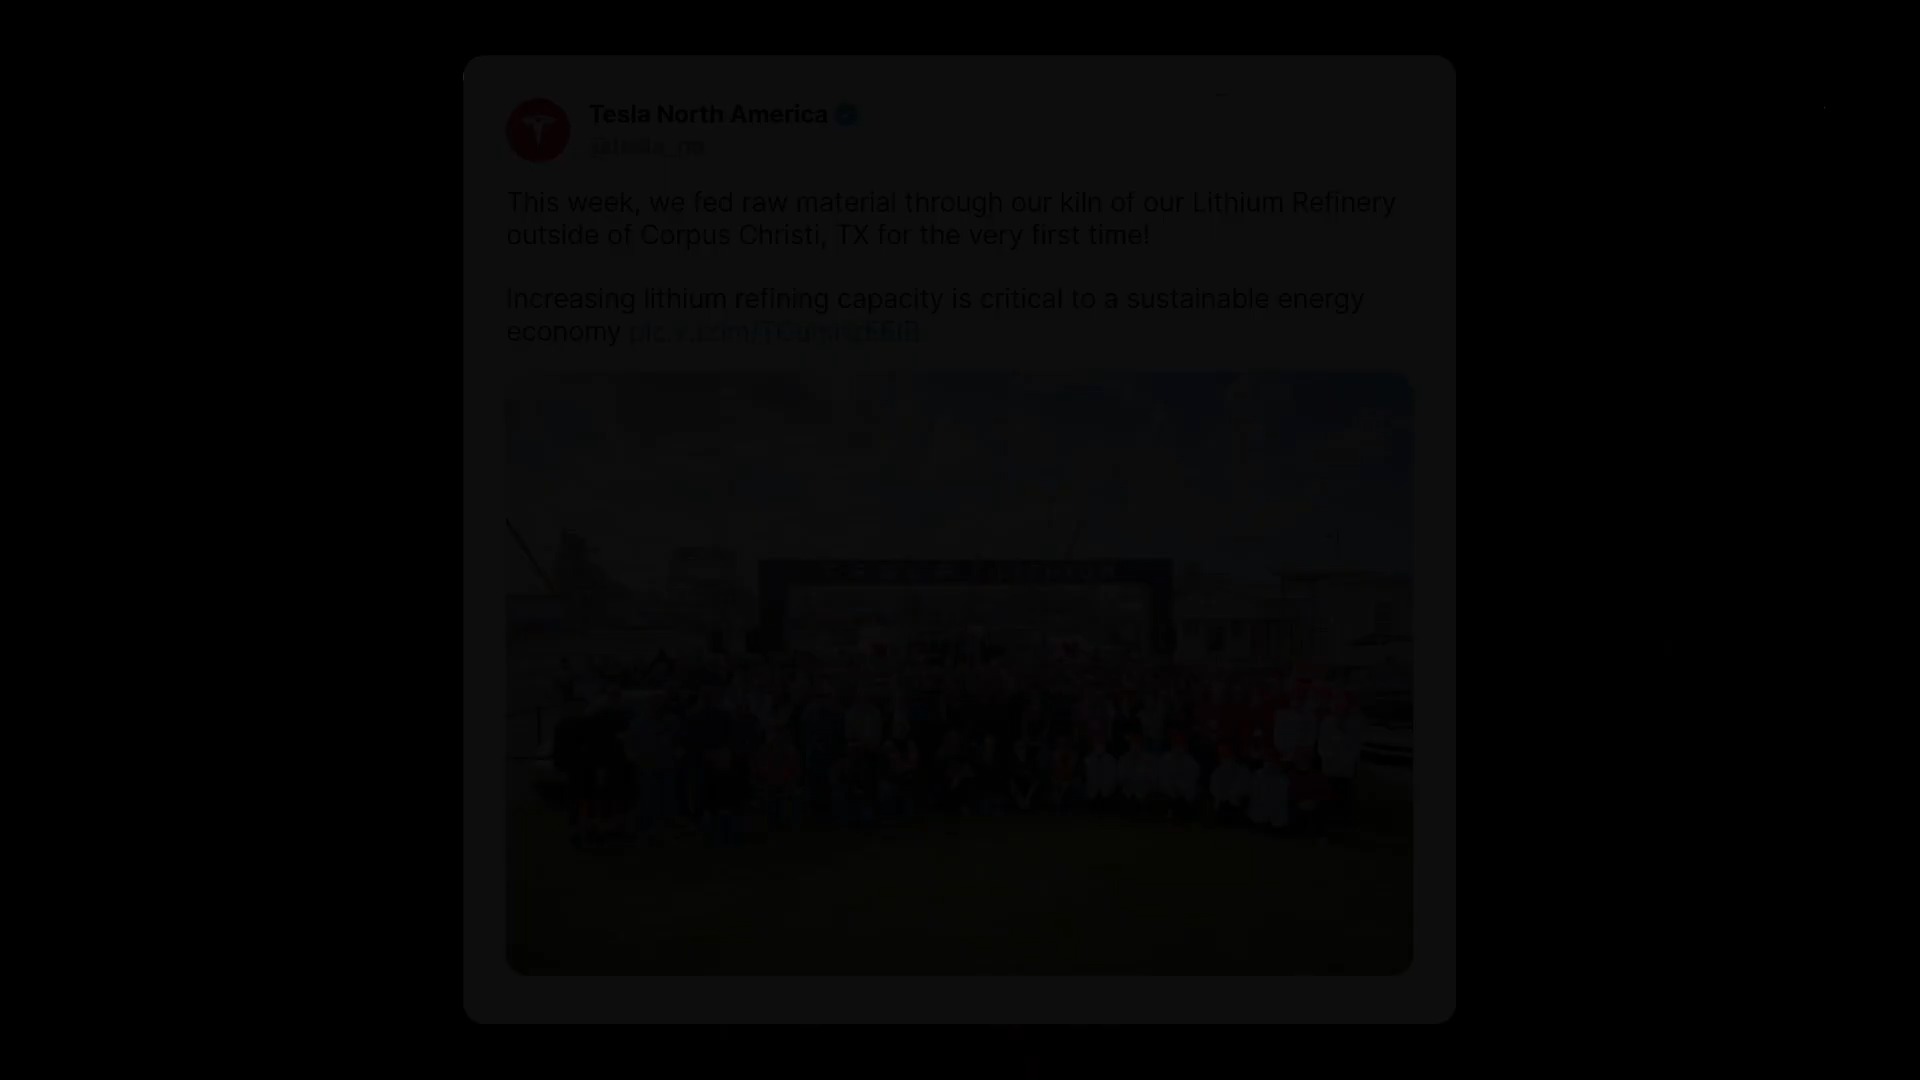 Tesla North America
This week, we fed raw material through our kiln of our Lithium Refinery
outside of Corpus Christi, TX for the very first time!
Increasing lithium refining capacity is critical to a sustainable energy
economy